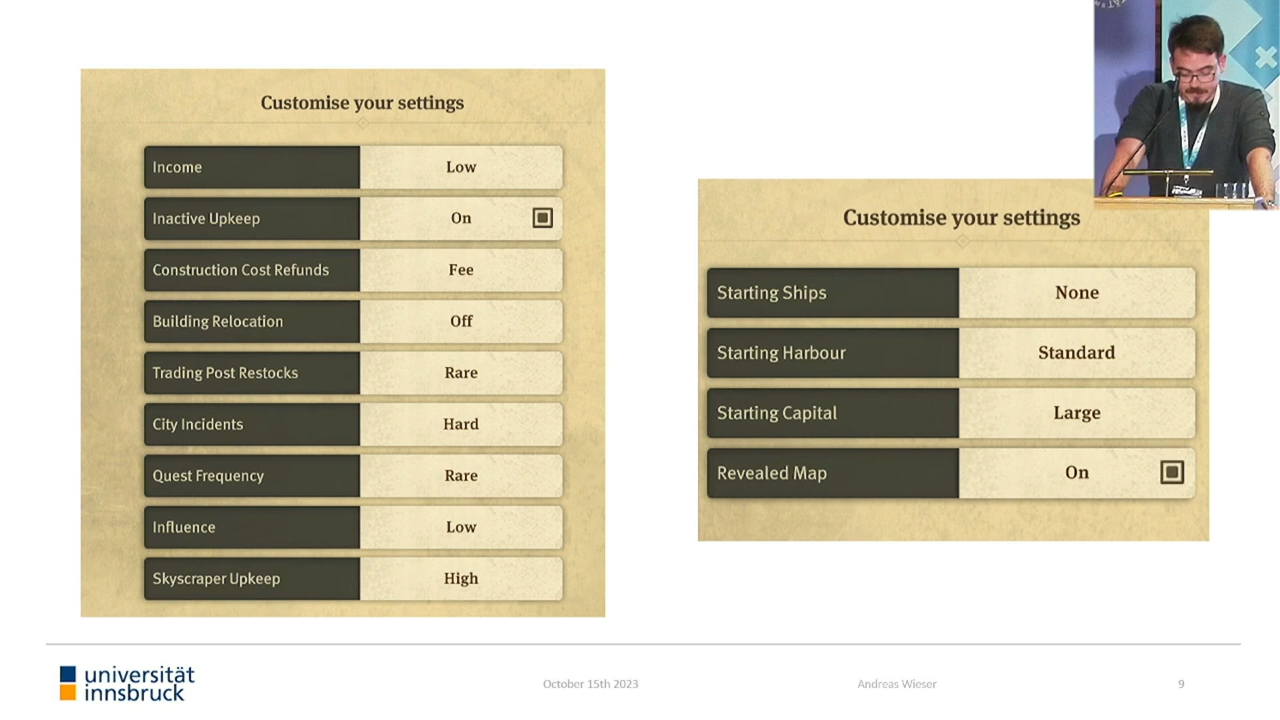 Customise your settings
Income Low
Inactive Upkeep On
Construction Cost Refunds Fee
Building Relocation Off
Trading Post Restocks Rare
City Incidents Hard
Quest Frequency Rare
Influence Low
Skyscraper Upkeep High
Customise your settings
Starting Ships None
Starting Harbour Standard
Starting Capital Large
Revealed Map On
universität
innsbruck
October 15th 2023
Andreas Wieser
9